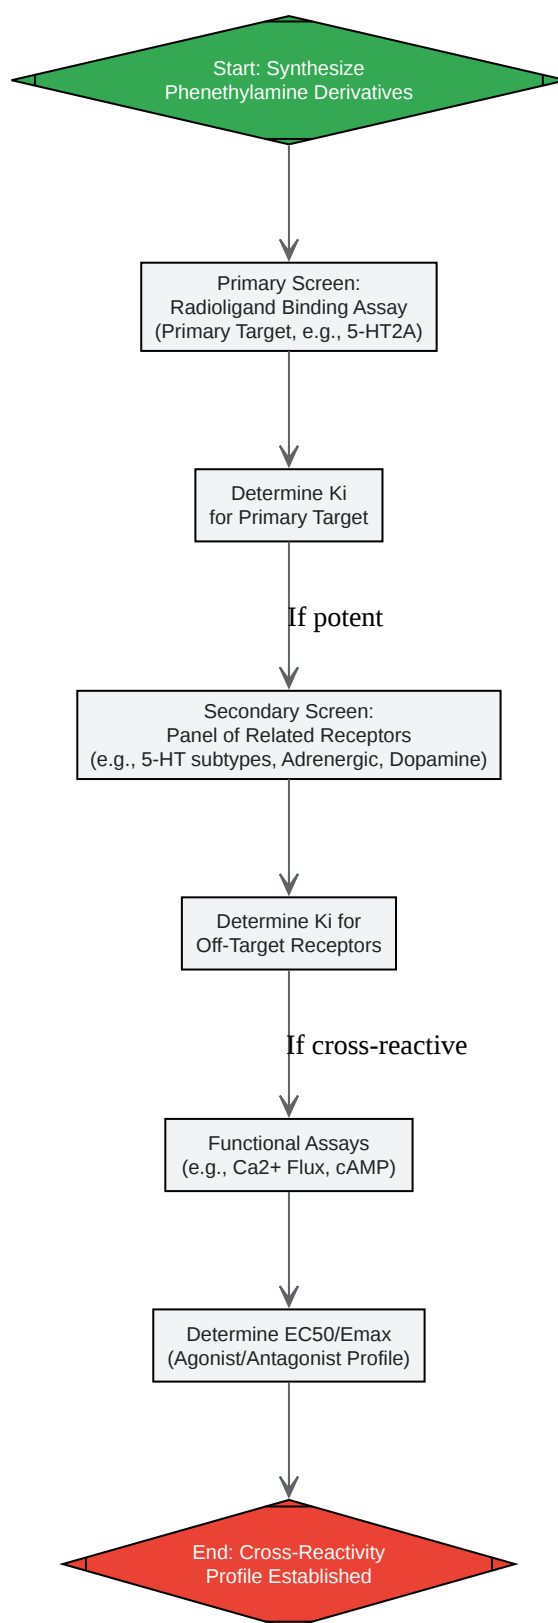 Start: Synthesize
Phenethylamine Derivatives
Primary Screen:
Radioligand Binding Assay
(Primary Target, e.g., 5-HT2A)
Determine Ki
for Primary Target
If potent
Secondary Screen:
Panel of Related Receptors
(e.g., 5-HT subtypes, Adrenergic, Dopamine)
Determine Ki for
Off-Target Receptors
If cross-reactive
Functional Assays
(e.g., Ca2+ Flux, cAMP)
Determine EC50/Emax
(Agonist/Antagonist Profile)
End: Cross-Reactivity
Profile Established